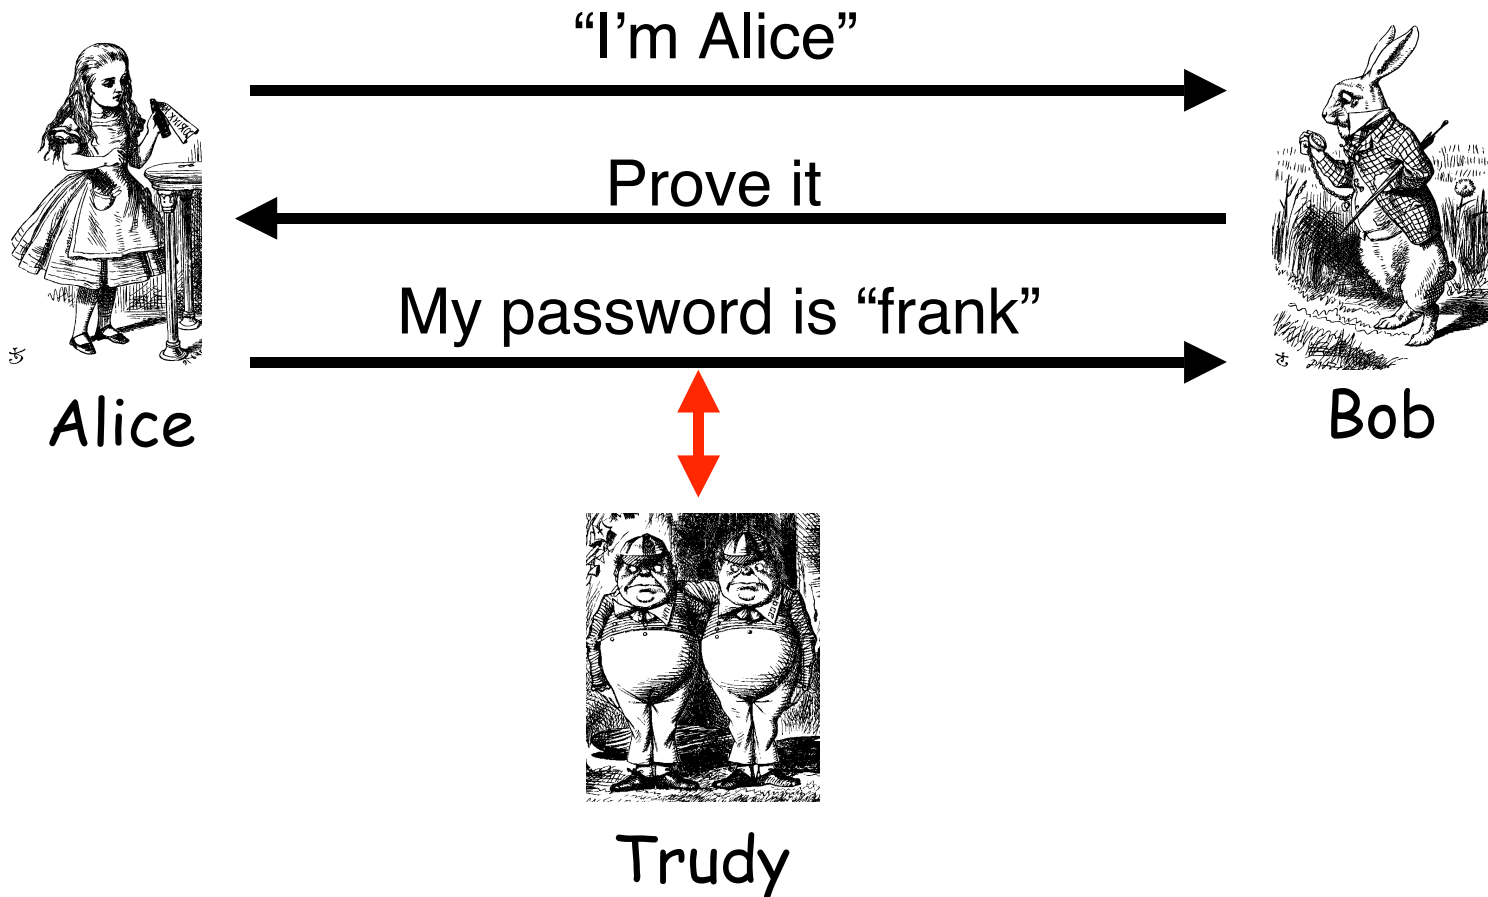 “I’m Alice”
Prove it
My password is “frank”
Alice
Bob
Trudy